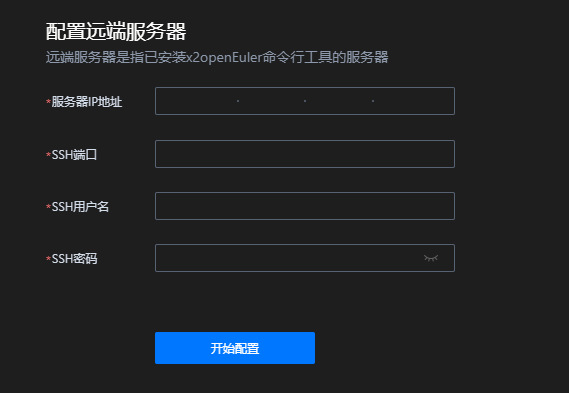 配置远端服务器
远端服务器是指已安装x2openEuler命令行工具的服务器
*服务器IP地址
*SSH端口
*SSH用户名
*SSH密码
开始配置